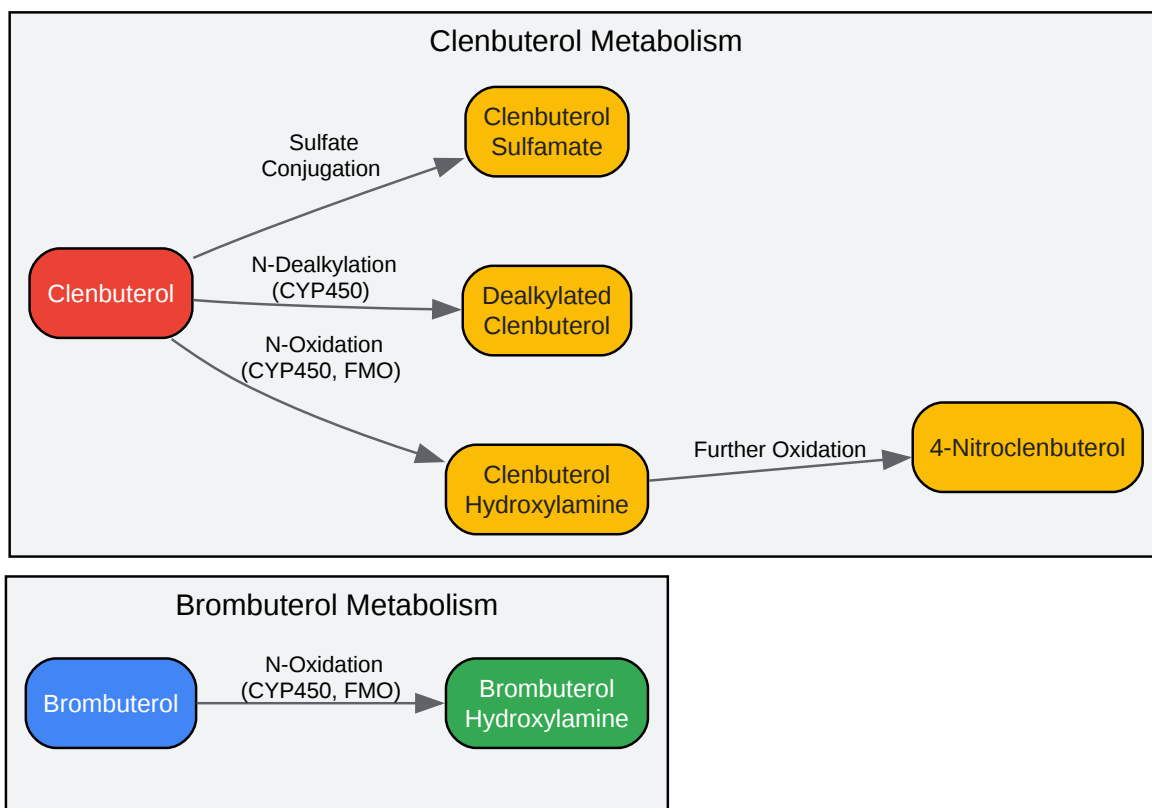 Clenbuterol Metabolism
Clenbuterol
Sulfamate
Sulfate
Conjugation
Clenbuterol
N-Dealkylation
(CYP450)
Dealkylated
Clenbuterol
N-Oxidation
(CYP450, FMO)
Clenbuterol
Hydroxylamine
Further Oxidation
4-Nitroclenbuterol
Brombuterol Metabolism
Brombuterol
N-Oxidation
(CYP450, FMO)
Brombuterol
Hydroxylamine